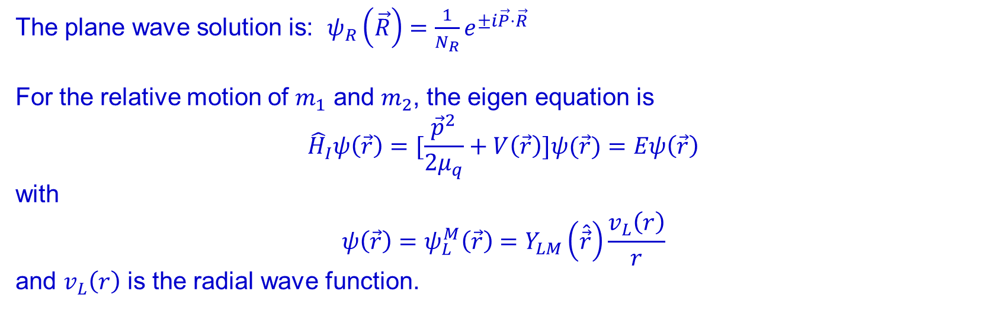 The plane wave solution is: $\psi_R\left(\vec{R}\right) = \frac{1}{N_R} e^{\pm i\vec{P}\cdot\vec{R}}$
For the relative motion of $m_1$ and $m_2$, the eigen equation is
$\hat{H}_I\psi(\vec{r}) = [\frac{\vec{p}^{\,2}}{2\mu_q} + V(\vec{r})]\psi(\vec{r}) = E\psi(\vec{r})$
with
$\psi(\vec{r}) = \psi_L^M(\vec{r}) = Y_{LM}\left(\hat{\vec{r}}\right)\frac{v_L(r)}{r}$
and $v_L(r)$ is the radial wave function.